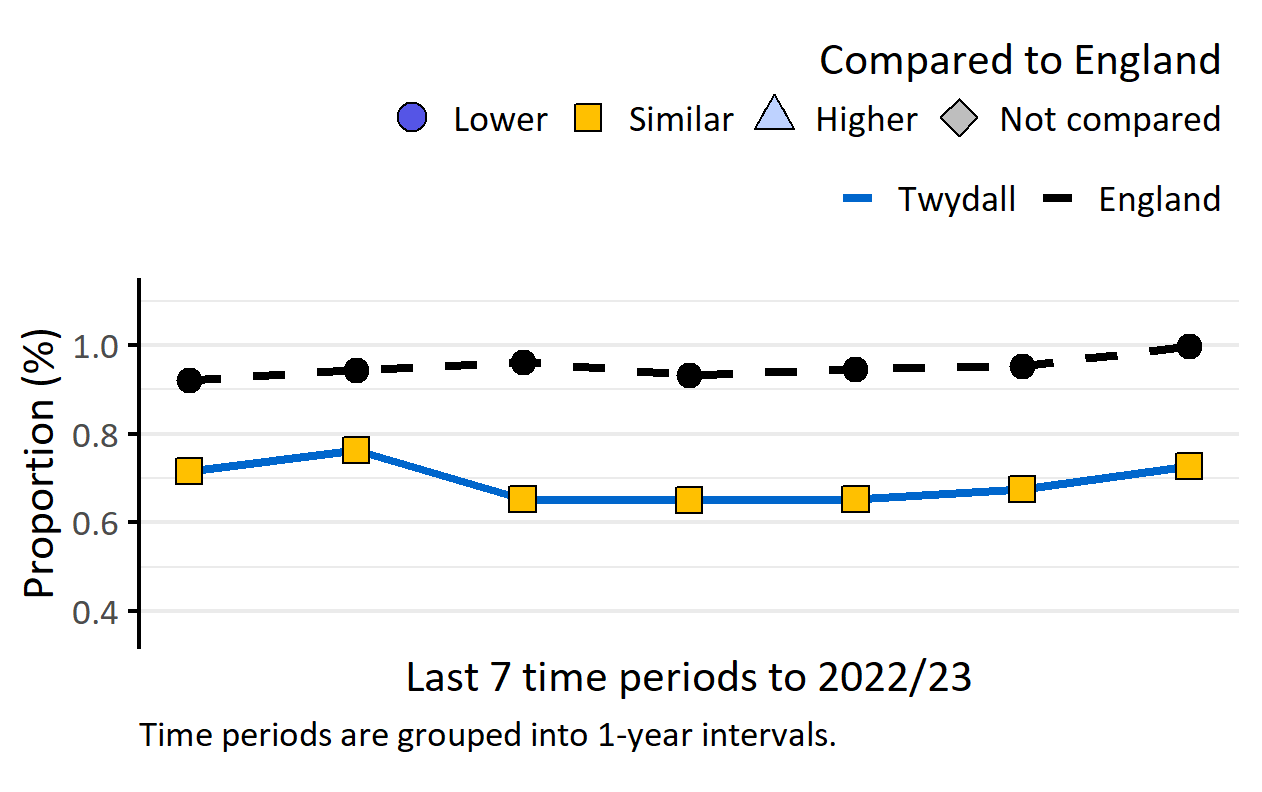 Compared to England
Lower Similar Higher Not compared
Twydall England
Proportion (%)
1.0
0.8
0.6
0.4
Last 7 time periods to 2022/23
Time periods are grouped into 1-year intervals.